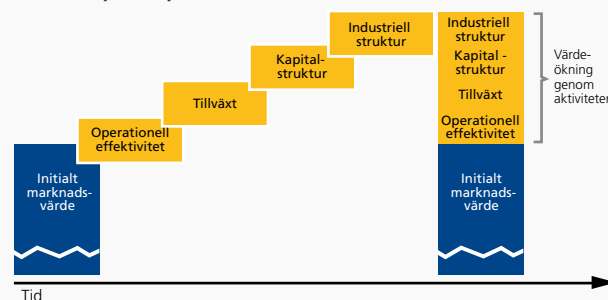 Industriell
struktur
Kapital-
struktur
Tillväxt
Operationell
effektivitet
Initialt
marknads-
värde
Industriell
struktur
Kapital -
struktur
Tillväxt
Operationell
effektivitet
Initialt
marknads-
värde
Värde-
ökning
genom
aktiviteter
Tid